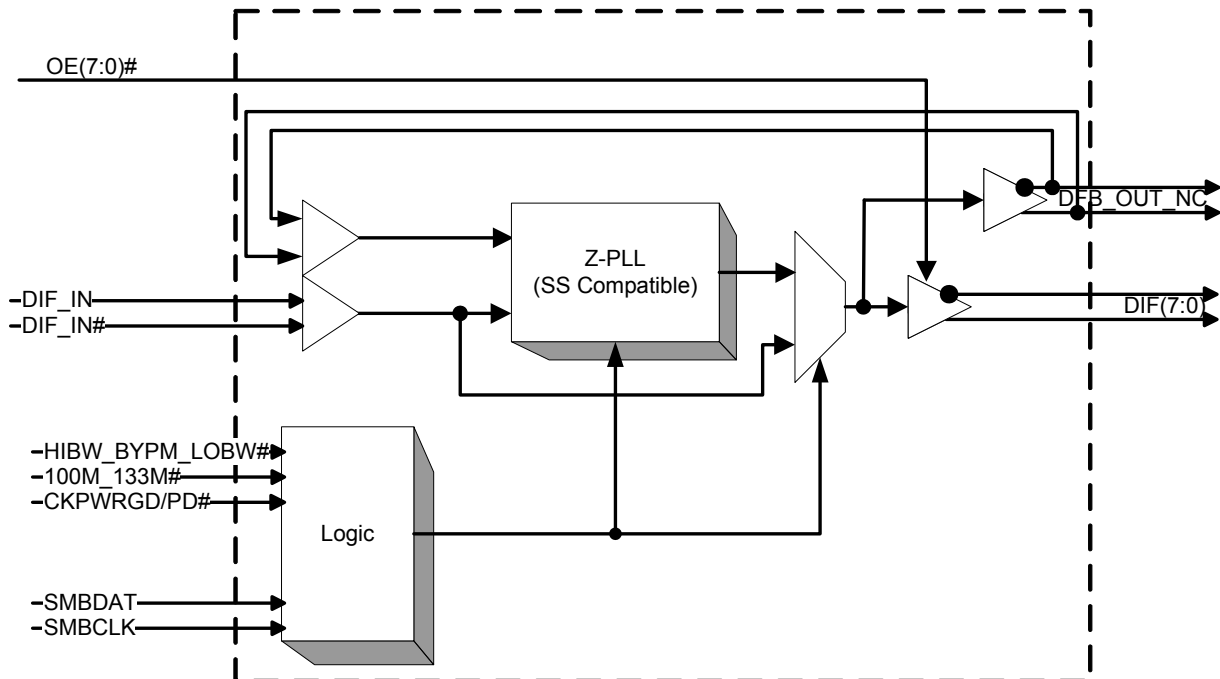 OE(7:0)#
DFB_OUT_NC
Z-PLL
(SS Compatible)
DIF_IN
DIF_IN#
DIF(7:0)
HIBW_BYPM_LOBW#
100M_133M#
CKPWRGD/PD#
Logic
SMBDAT
SMBCLK